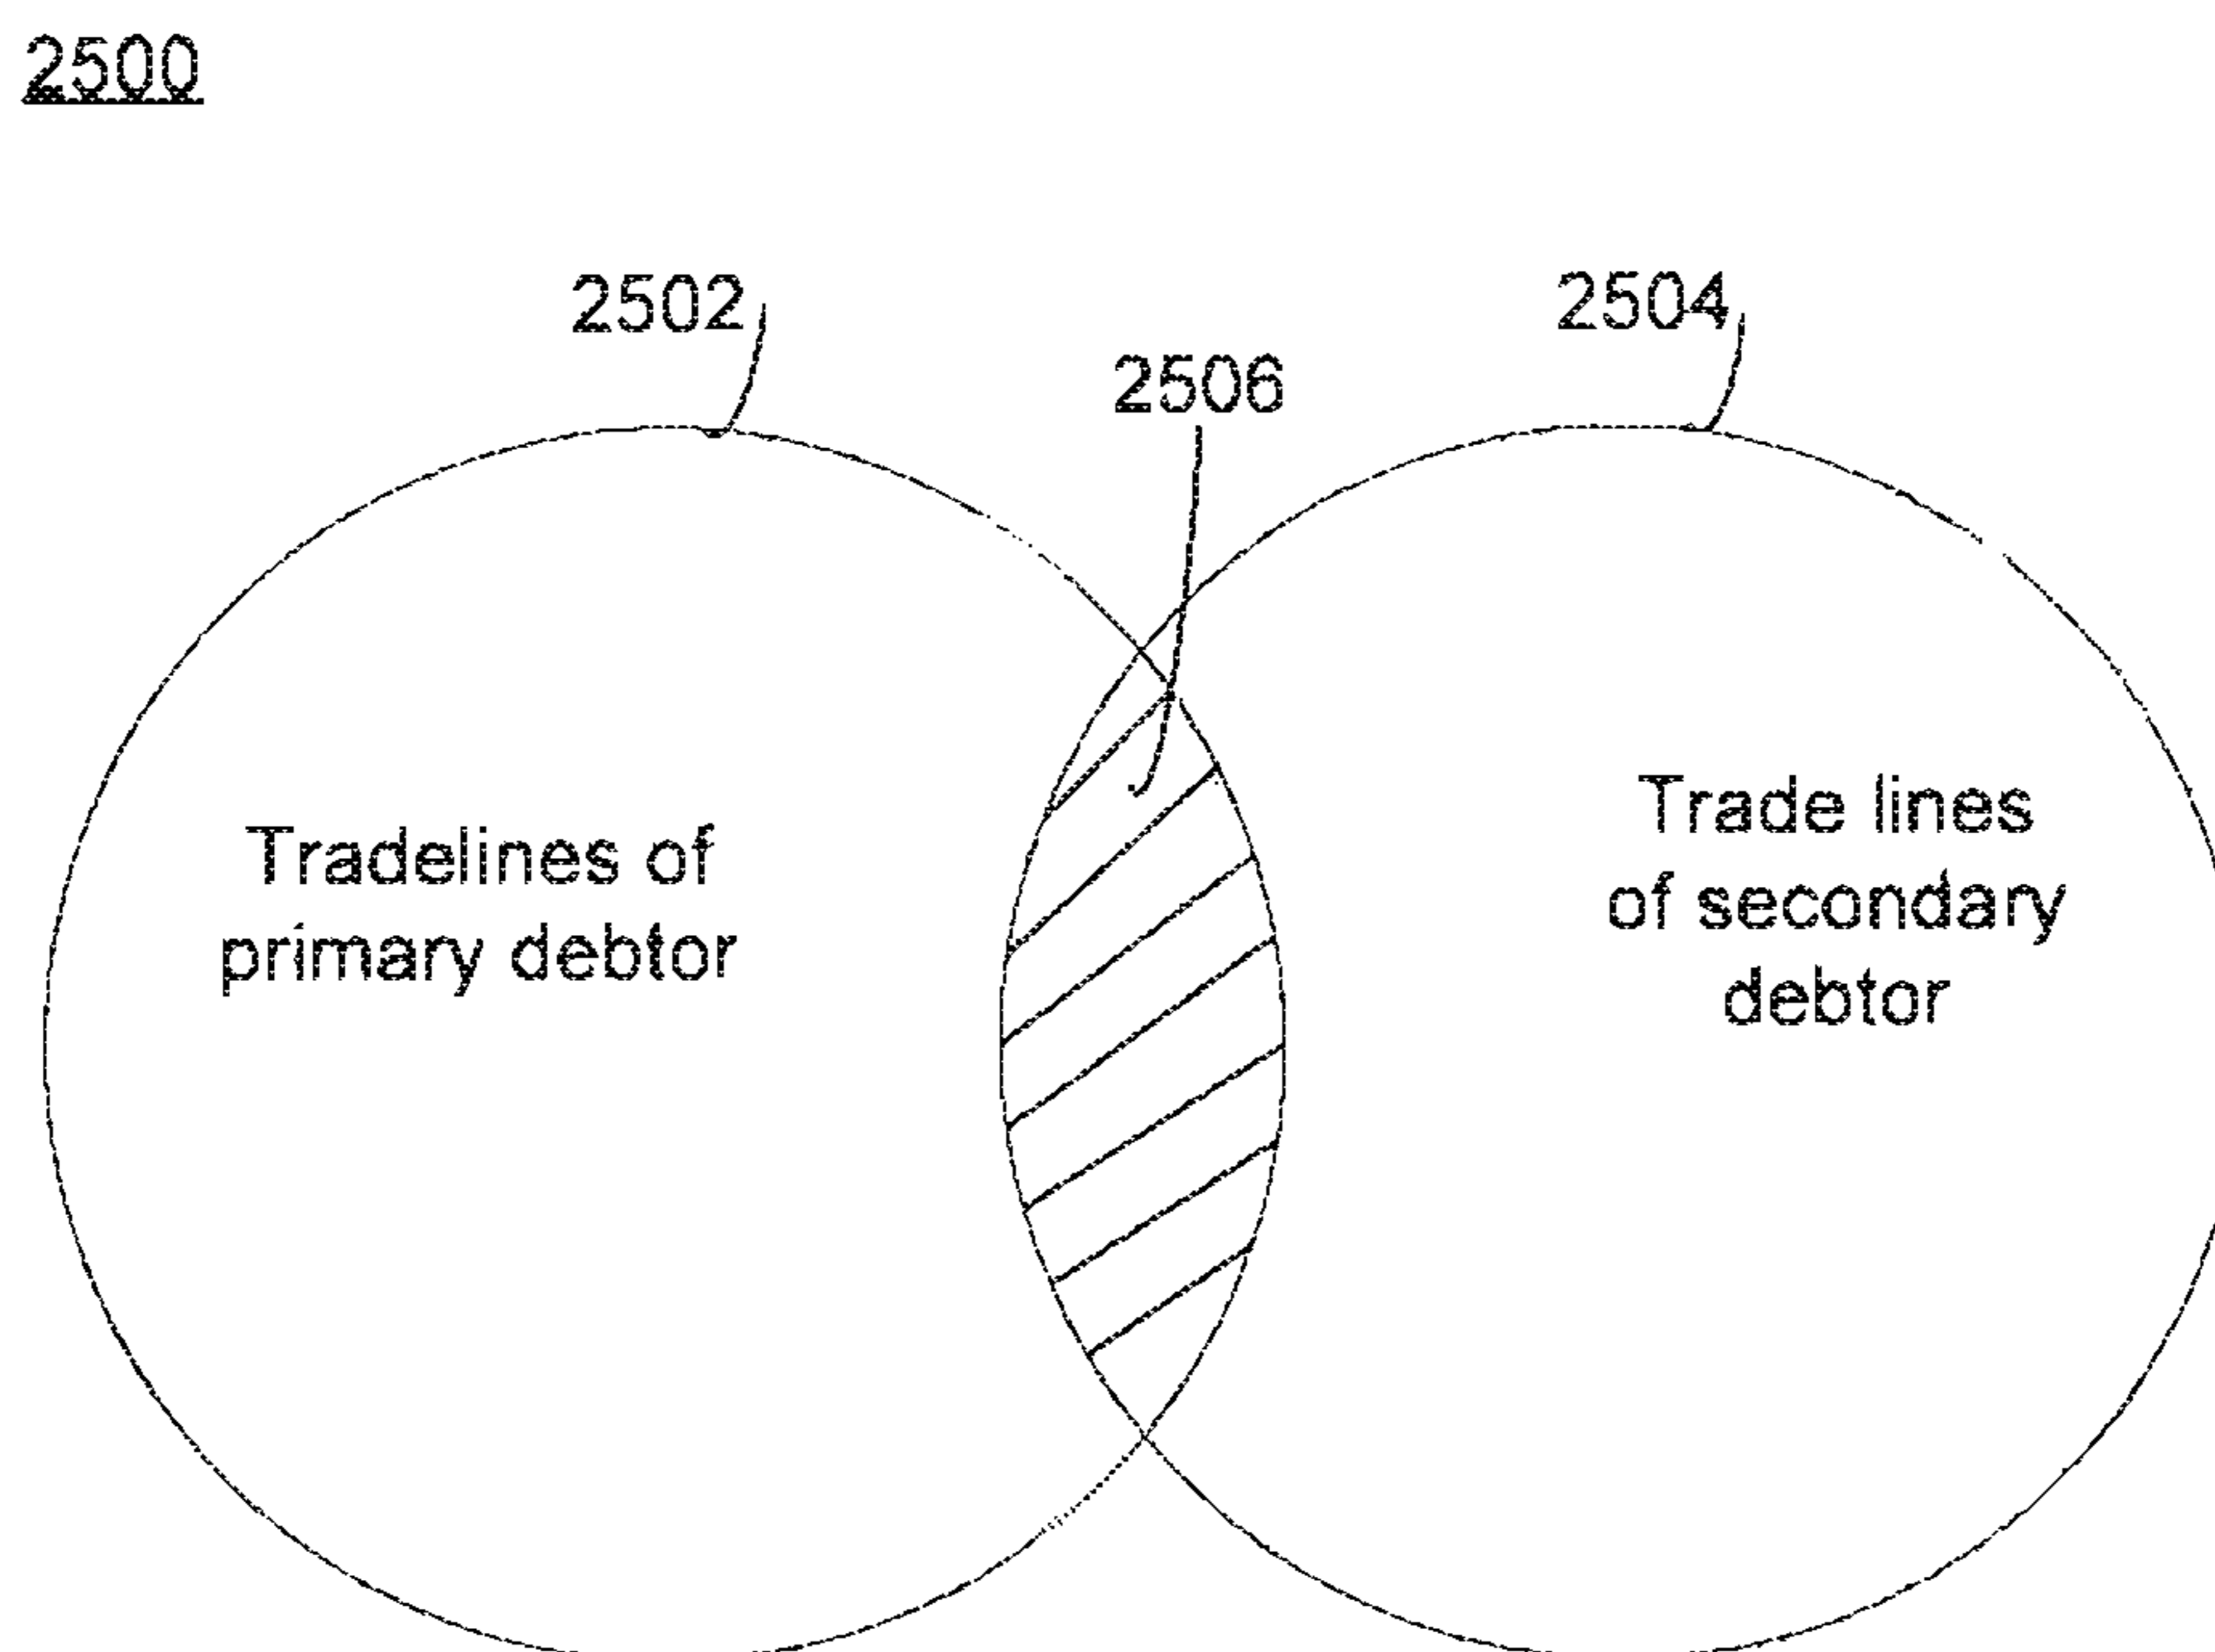 2500
2502
2504
2506
Tradelines of
primary debtor
Trade lines
of secondary
debtor